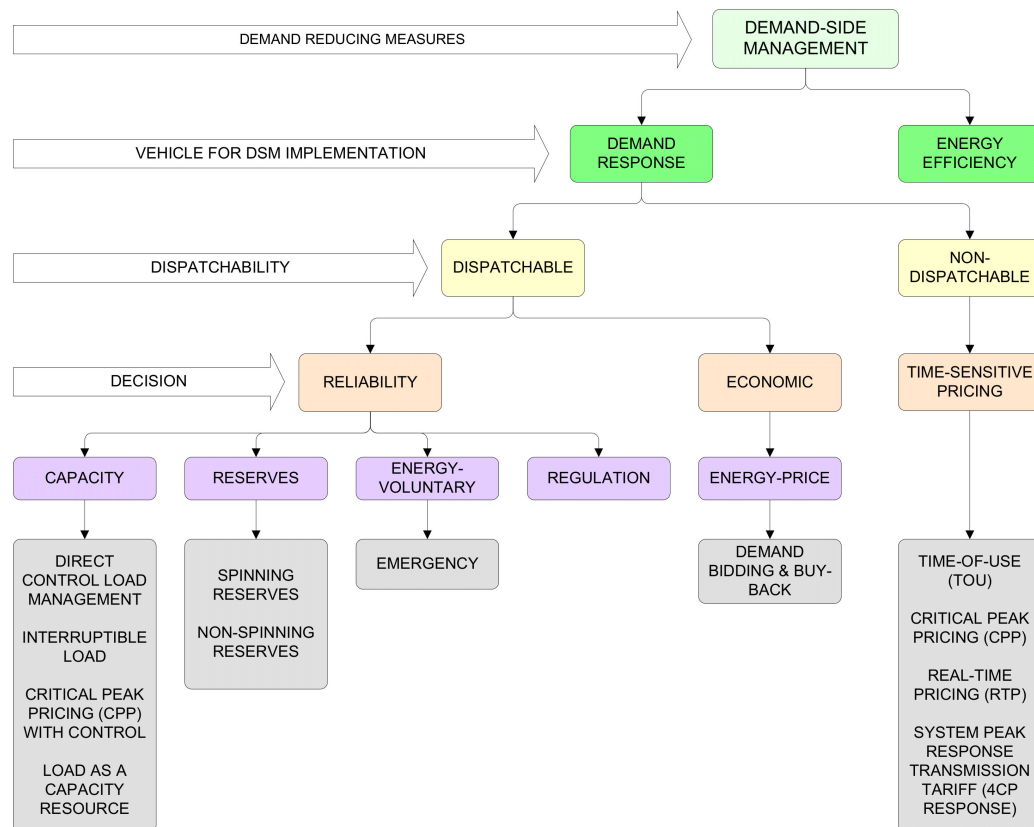 DEMAND REDUCING MEASURES
DEMAND-SIDE
MANAGEMENT
VEHICLE FOR DSM IMPLEMENTATION
DEMAND
RESPONSE
ENERGY
EFFICIENCY
DISPATCHABILITY
DISPATCHABLE
NON-
DISPATCHABLE
DECISION
RELIABILITY
ECONOMIC
TIME-SENSITIVE
PRICING
CAPACITY
RESERVES
ENERGY-
VOLUNTARY
REGULATION
ENERGY-PRICE
DIRECT
CONTROL LOAD
MANAGEMENT
INTERRUPTIBLE
LOAD
CRITICAL PEAK
PRICING (CPP)
WITH CONTROL
LOAD AS A
CAPACITY
RESOURCE
SPINNING
RESERVES
NON-SPINNING
RESERVES
EMERGENCY
DEMAND
BIDDING & BUY-
BACK
TIME-OF-USE
(TOU)
CRITICAL PEAK
PRICING (CPP)
REAL-TIME
PRICING (RTP)
SYSTEM PEAK
RESPONSE
TRANSMISSION
TARIFF (4CP
RESPONSE)